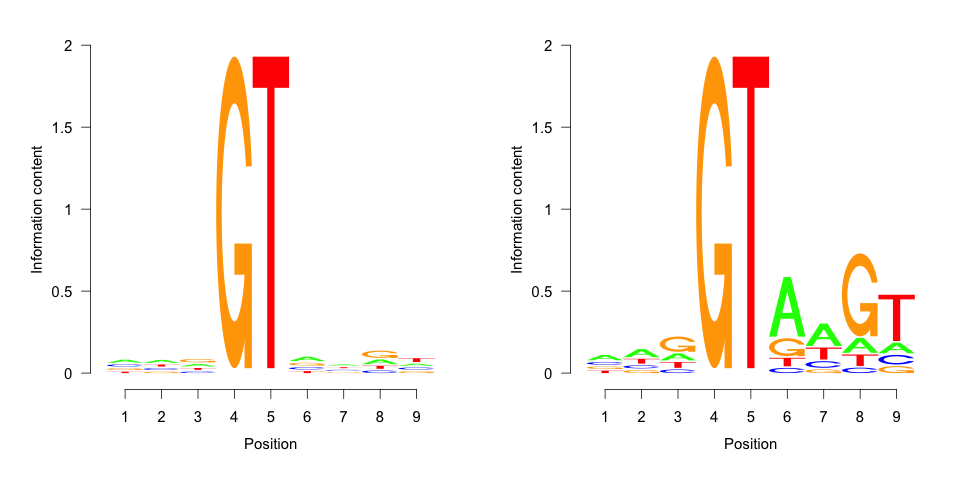 2
1.5
1
0.5
0
Information content
G T
1 2 3 4 5 6 7 8 9
Position
2
1.5
1
0.5
0
Information content
A C G T
A T C G
G A T C
G
T
A G T C
A T C G
G A T C
T A C G
1 2 3 4 5 6 7 8 9
Position